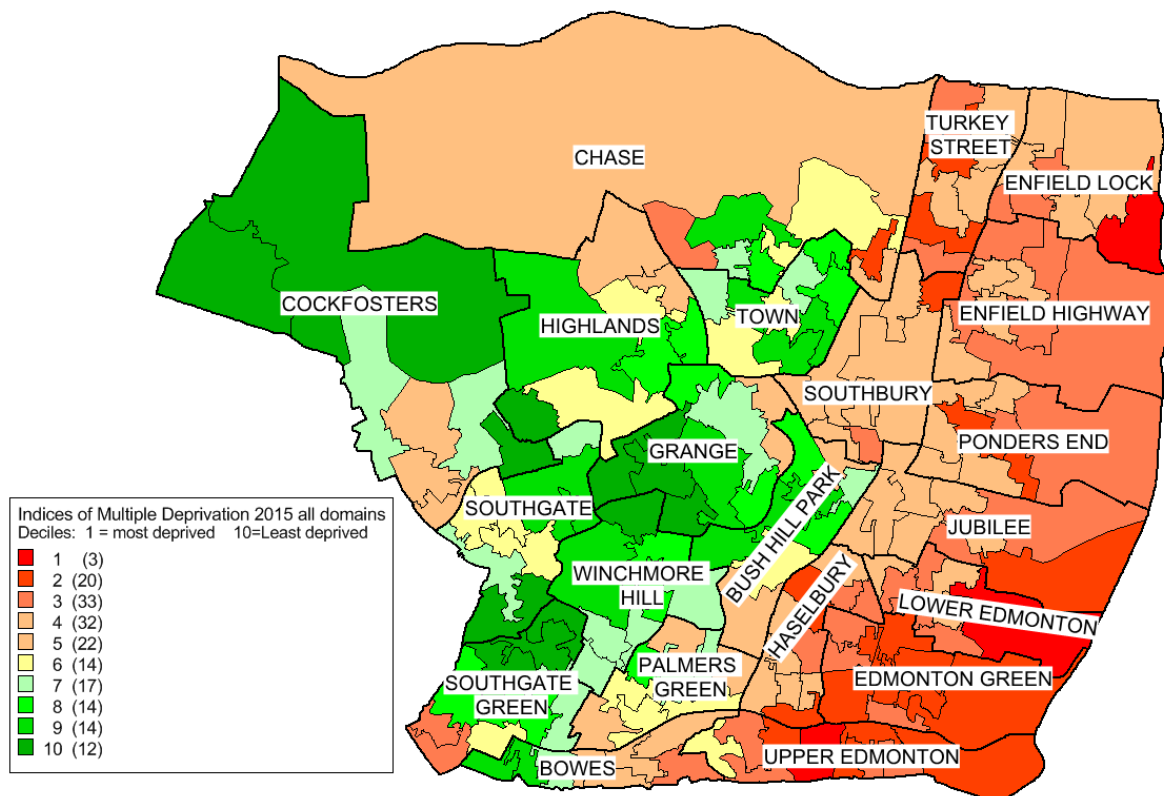 TURKEY
STREET
CHASE
ENFIELD LOCK
COCKFOSTERS
HIGHLANDS
TOWN
ENFIELD HIGHWAY
SOUTHBURY
GRANGE
PONDERS END
SOUTHGATE
BUSH HILL PARK
JUBILEE
WINCHMORE
HILL
HASELBURY
LOWER EDMONTON
PALMERS
GREEN
EDMONTON GREEN
SOUTHGATE
GREEN
BOWES
UPPER EDMONTON
Indices of Multiple Deprivation 2015 all domains
Deciles: 1 = most deprived 10=Least deprived
1 (3)
2 (20)
3 (33)
4 (32)
5 (22)
6 (14)
7 (17)
8 (14)
9 (14)
10 (12)